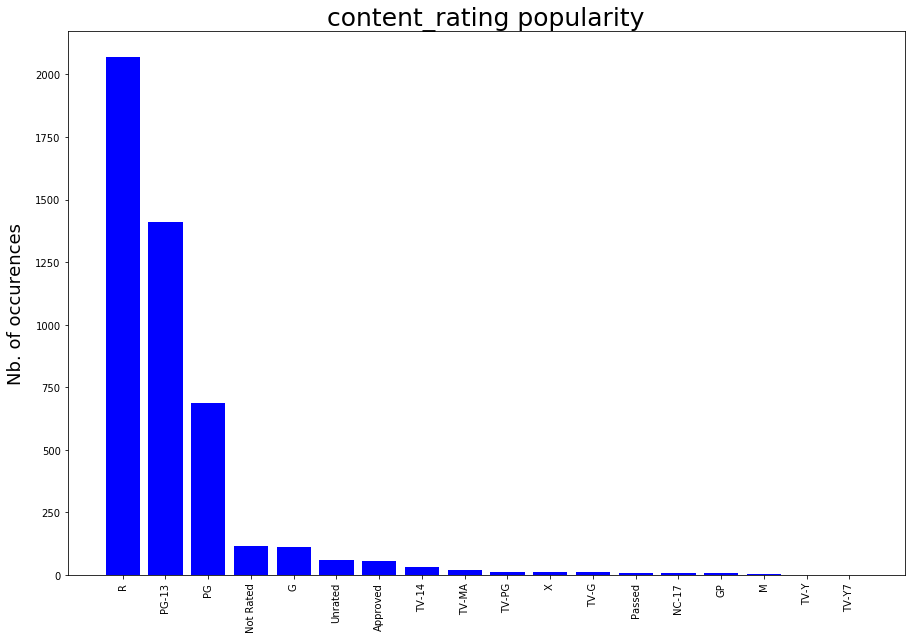 content_rating popularity
Nb. of occurences
2000
1750
1500
1250
1000
750
500
250
0
R
PG-13
PG
Not Rated
G
Unrated
Approved
TV-14
TV-MA
TV-PG
X
TV-G
Passed
NC-17
GP
M
TV-Y
TV-Y7